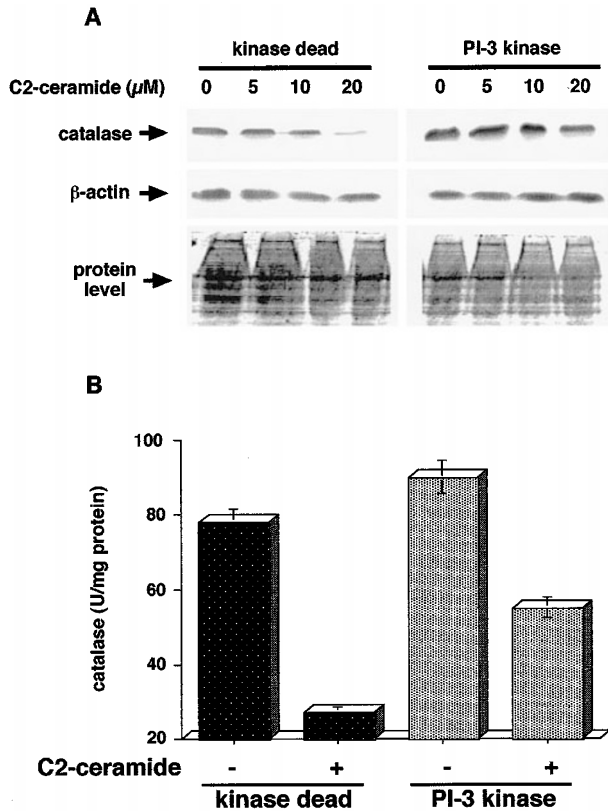 A
kinase dead PI-3 kinase
C2-ceramide (μM) 0 5 10 20 0 5 10 20
catalase
β-actin
protein
level
B
100
80
60
40
20
catalase (U/mg protein)
C2-ceramide - + - +
kinase dead PI-3 kinase